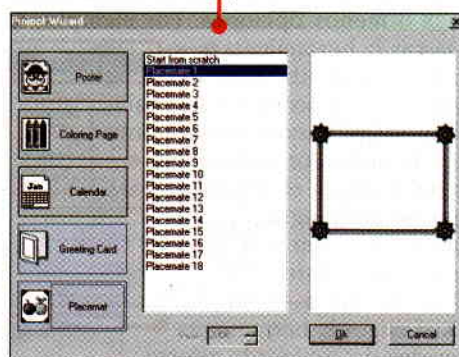 Project Wizard
Poster
Coloring Page
Jan
Calendar
Greeting Card
Placemat
Start from scratch
Placemate 1
Placemate 2
Placemate 3
Placemate 4
Placemate 5
Placemate 6
Placemate 7
Placemate 8
Placemate 9
Placemate 10
Placemate 11
Placemate 12
Placemate 13
Placemate 14
Placemate 15
Placemate 16
Placemate 17
Placemate 18
Ok
Cancel